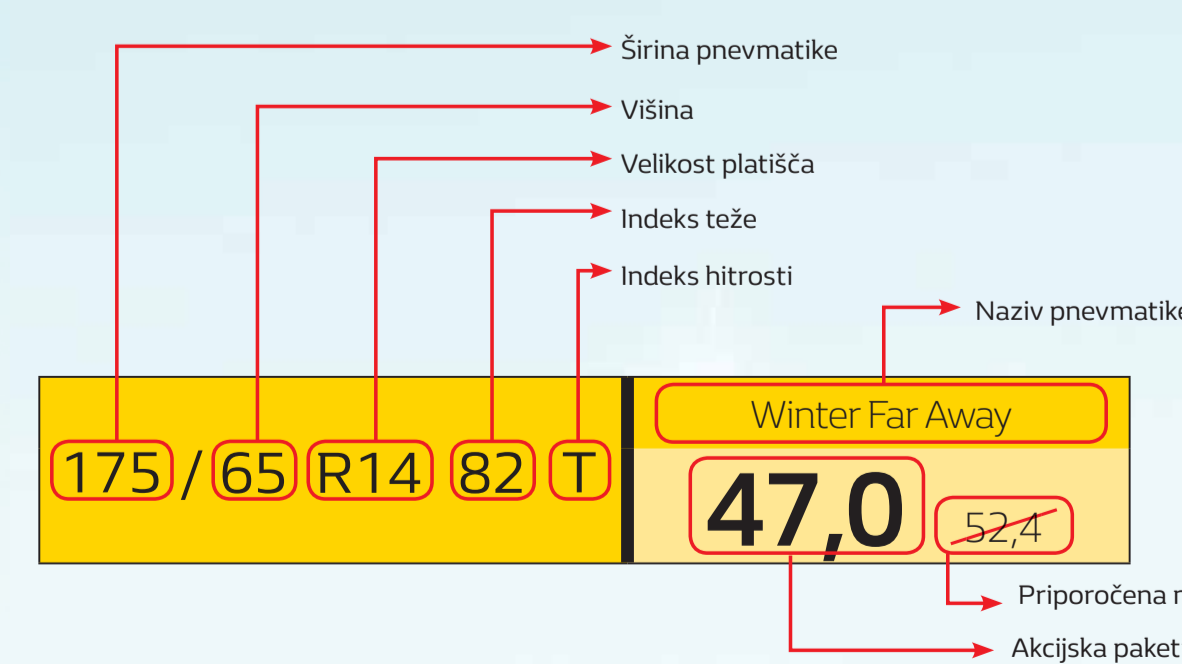 Širina pnevmatike
Višina
Velikost platišča
Indeks teže
Indeks hitrosti
Naziv pnevmatike
Winter Far Away
175 / 65 R14 82 T
47,0 52,4
Priporočena
Akcijska paket